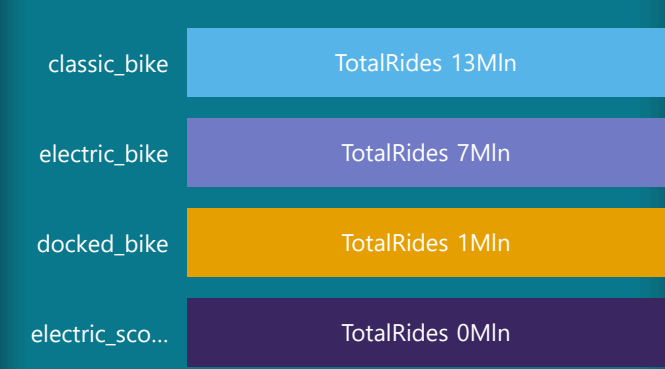 classic_bike TotalRides 13Mln
electric_bike TotalRides 7Mln
docked_bike TotalRides 1Mln
electric_sco... TotalRides 0Mln